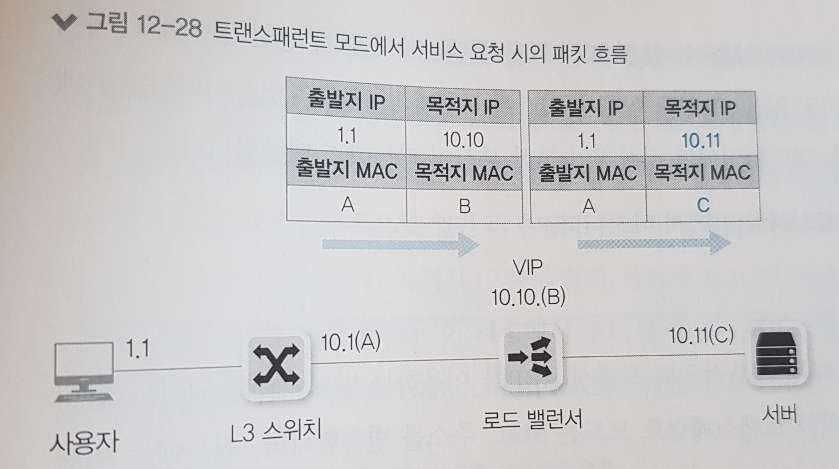 그림 12-28 트랜스패런트 모드에서 서비스 요청 시의 패킷 흐름
출발지 IP 목적지 IP 출발지 IP 목적지 IP
1.1 10.10 1.1 10.11
출발지 MAC 목적지 MAC 출발지 MAC 목적지 MAC
A B A C
VIP
10.10.(B)
1.1 10.1(A) 10.11(C)
사용자 L3 스위치 로드 밸런서 서버